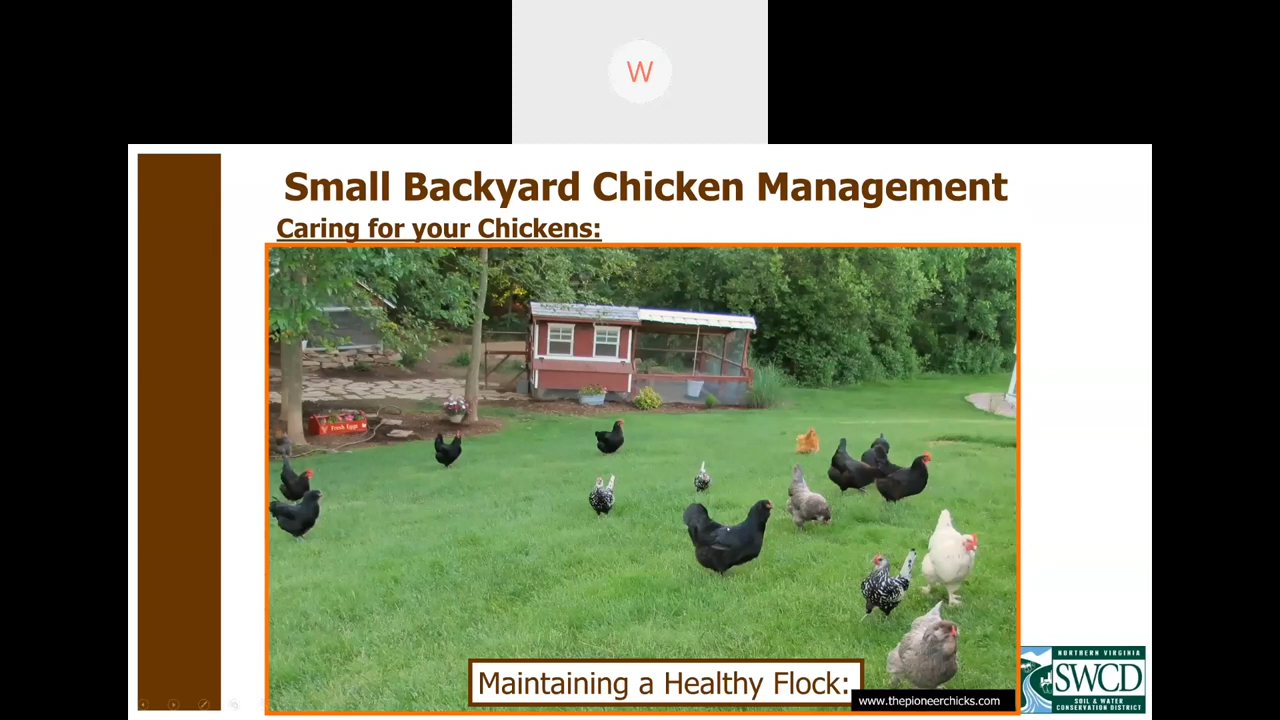 W
Small Backyard Chicken Management
Caring for your Chickens:
Fresh Eggs
Maintaining a Healthy Flock:
www.thepioneerchicks.com
NORTHERN VIRGINIA
SWCD
SOIL & WATER
CONSERVATION DISTRICT